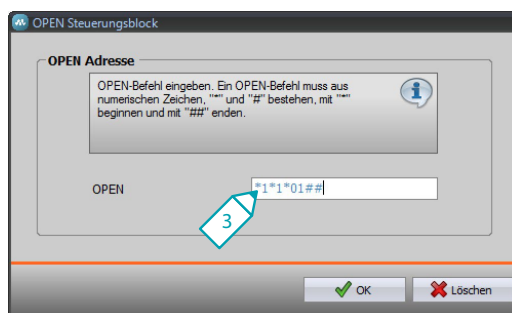 OPEN Steuerungsblock
OPEN Adresse
OPEN-Befehl eingeben. Ein OPEN-Befehl muss aus
numerischen Zeichen, "*" und "#" bestehen, mit "*"
beginnen und mit "##" enden.
OPEN
*1*1*01##
3
OK
Löschen